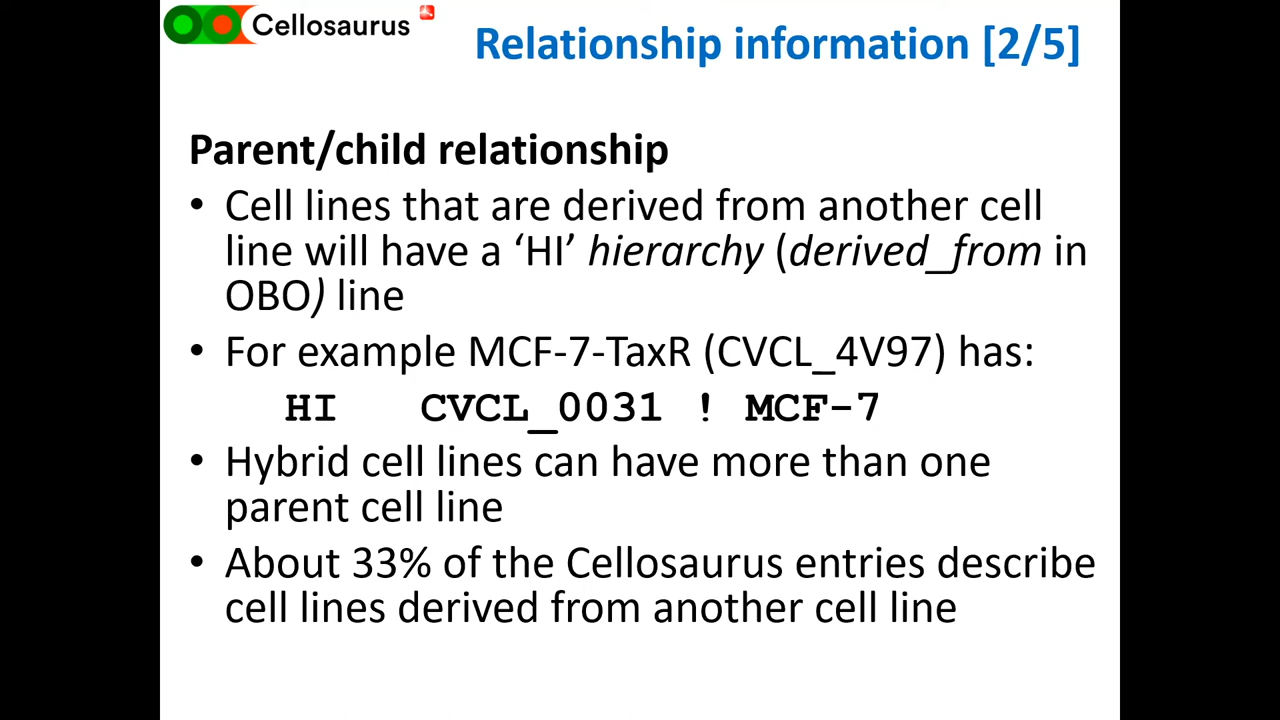 Cellosaurus
Relationship information [2/5]
Parent/child relationship
• Cell lines that are derived from another cell
line will have a ‘HI’ hierarchy (derived_from in
OBO) line
• For example MCF-7-TaxR (CVCL_4V97) has:
HI CVCL_0031 ! MCF-7
• Hybrid cell lines can have more than one
parent cell line
• About 33% of the Cellosaurus entries describe
cell lines derived from another cell line